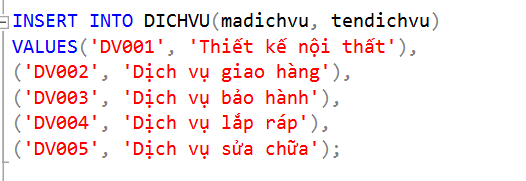 INSERT INTO DICHVU(madichvu, tendichvu)
VALUES('DV001', 'Thiết kế nội thất'),
('DV002', 'Dịch vụ giao hàng'),
('DV003', 'Dịch vụ bảo hành'),
('DV004', 'Dịch vụ lắp ráp'),
('DV005', 'Dịch vụ sửa chữa');